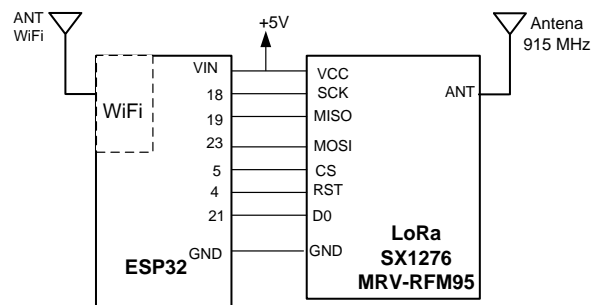 ANT
WiFi
+5V
Antena
915 MHz
WiFi
VIN
18
19
23
5
4
21
GND
ESP32
VCC
SCK
MISO
MOSI
CS
RST
D0
GND
ANT
LoRa
SX1276
MRV-RFM95